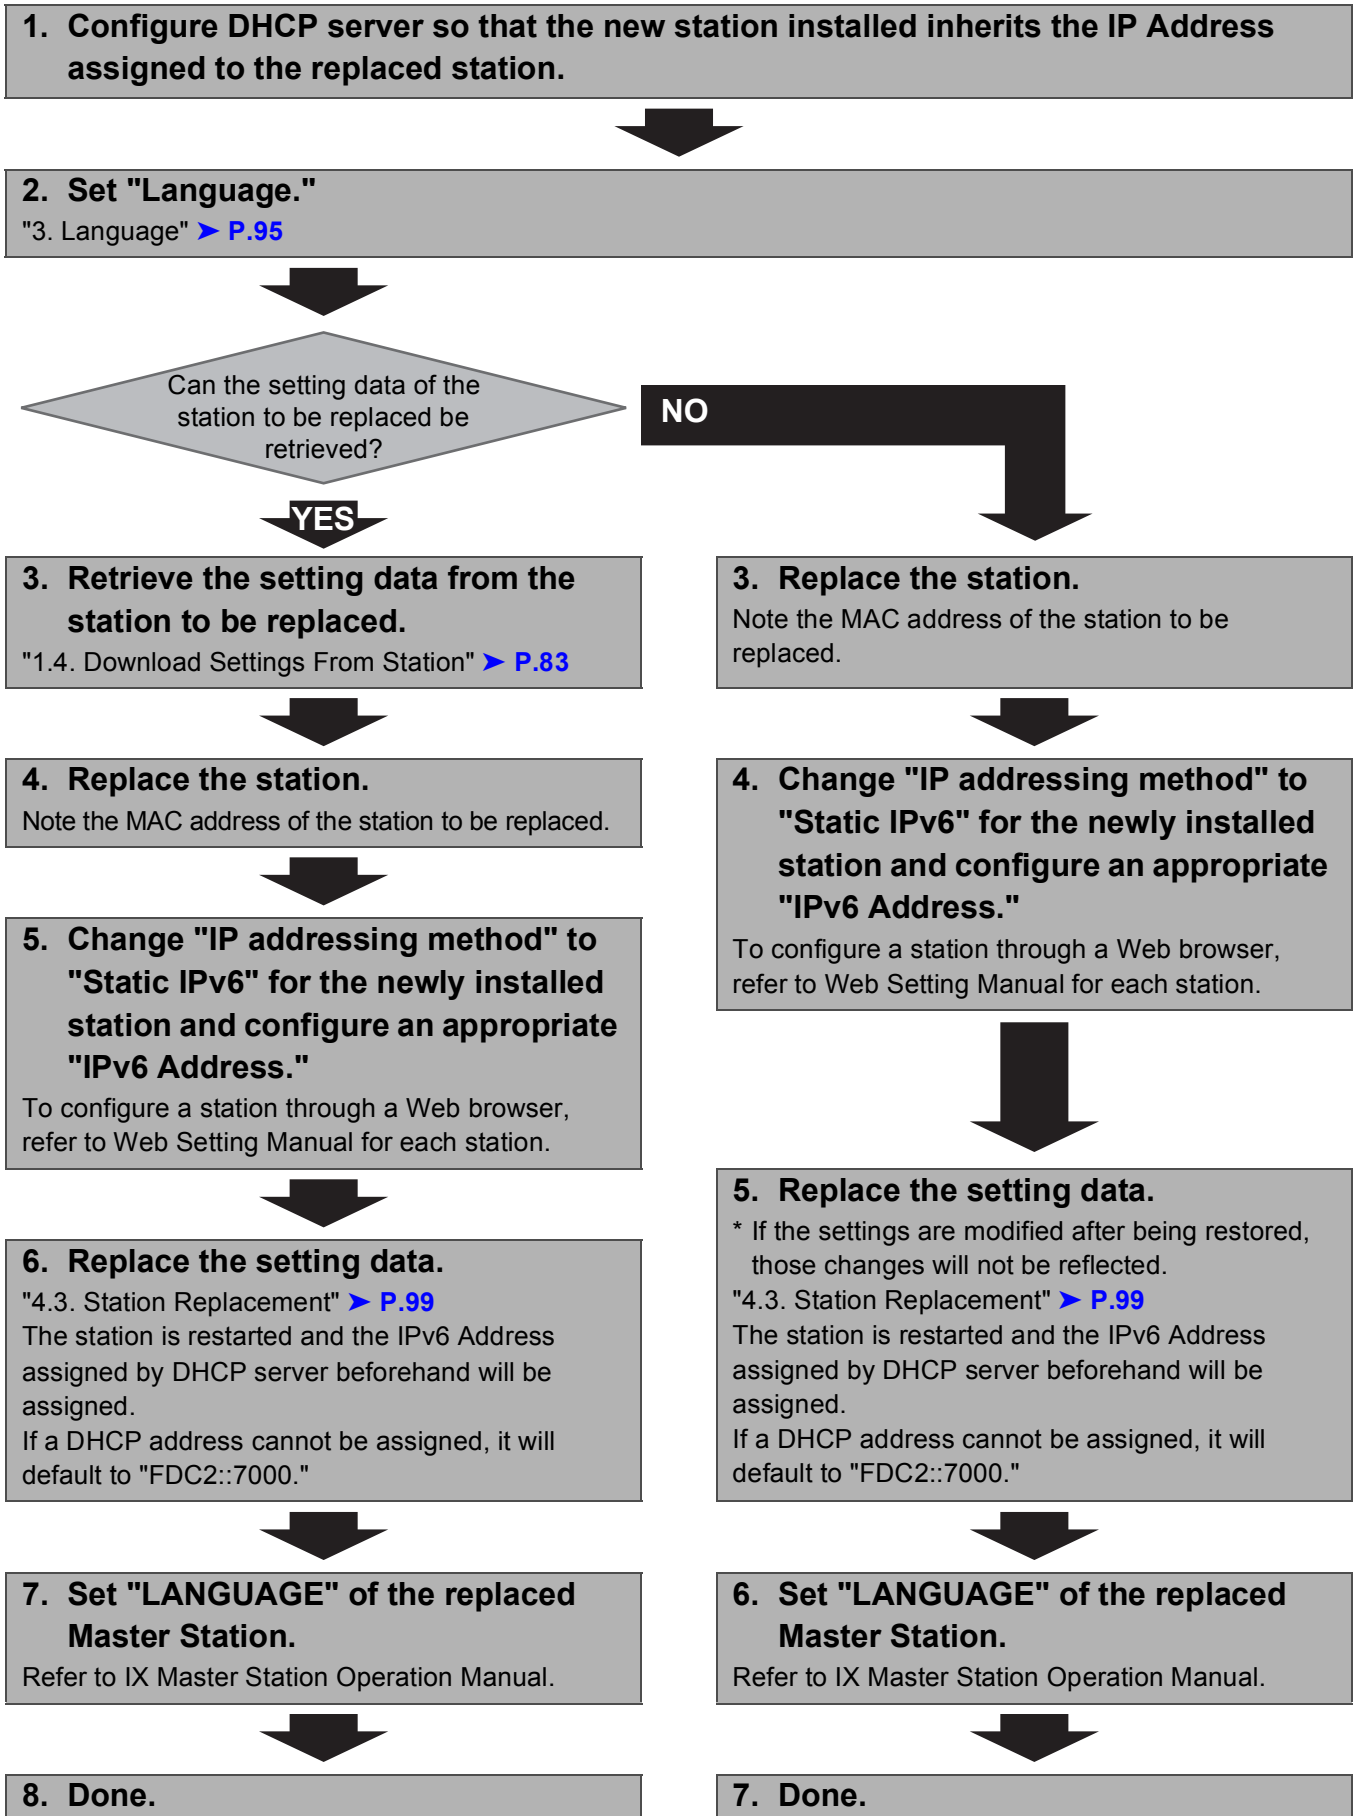 1. Configure DHCP server so that the new station installed inherits the IP Address
assigned to the replaced station.
2. Set "Language."
"3. Language" ➤ P.95
Can the setting data of the
station to be replaced be
retrieved?
NO
YES
3. Retrieve the setting data from the
station to be replaced.
"1.4. Download Settings From Station" ➤ P.83
4. Replace the station.
Note the MAC address of the station to be replaced.
5. Change "IP addressing method" to
"Static IPv6" for the newly installed
station and configure an appropriate
"IPv6 Address."
To configure a station through a Web browser,
refer to Web Setting Manual for each station.
6. Replace the setting data.
"4.3. Station Replacement" ➤ P.99
The station is restarted and the IPv6 Address
assigned by DHCP server beforehand will be
assigned.
If a DHCP address cannot be assigned, it will
default to "FDC2::7000."
7. Set "LANGUAGE" of the replaced
Master Station.
Refer to IX Master Station Operation Manual.
8. Done.
3. Replace the station.
Note the MAC address of the station to be
replaced.
4. Change "IP addressing method" to
"Static IPv6" for the newly installed
station and configure an appropriate
"IPv6 Address."
To configure a station through a Web browser,
refer to Web Setting Manual for each station.
5. Replace the setting data.
* If the settings are modified after being restored,
those changes will not be reflected.
"4.3. Station Replacement" ➤ P.99
The station is restarted and the IPv6 Address
assigned by DHCP server beforehand will be
assigned.
If a DHCP address cannot be assigned, it will
default to "FDC2::7000."
6. Set "LANGUAGE" of the replaced
Master Station.
Refer to IX Master Station Operation Manual.
7. Done.